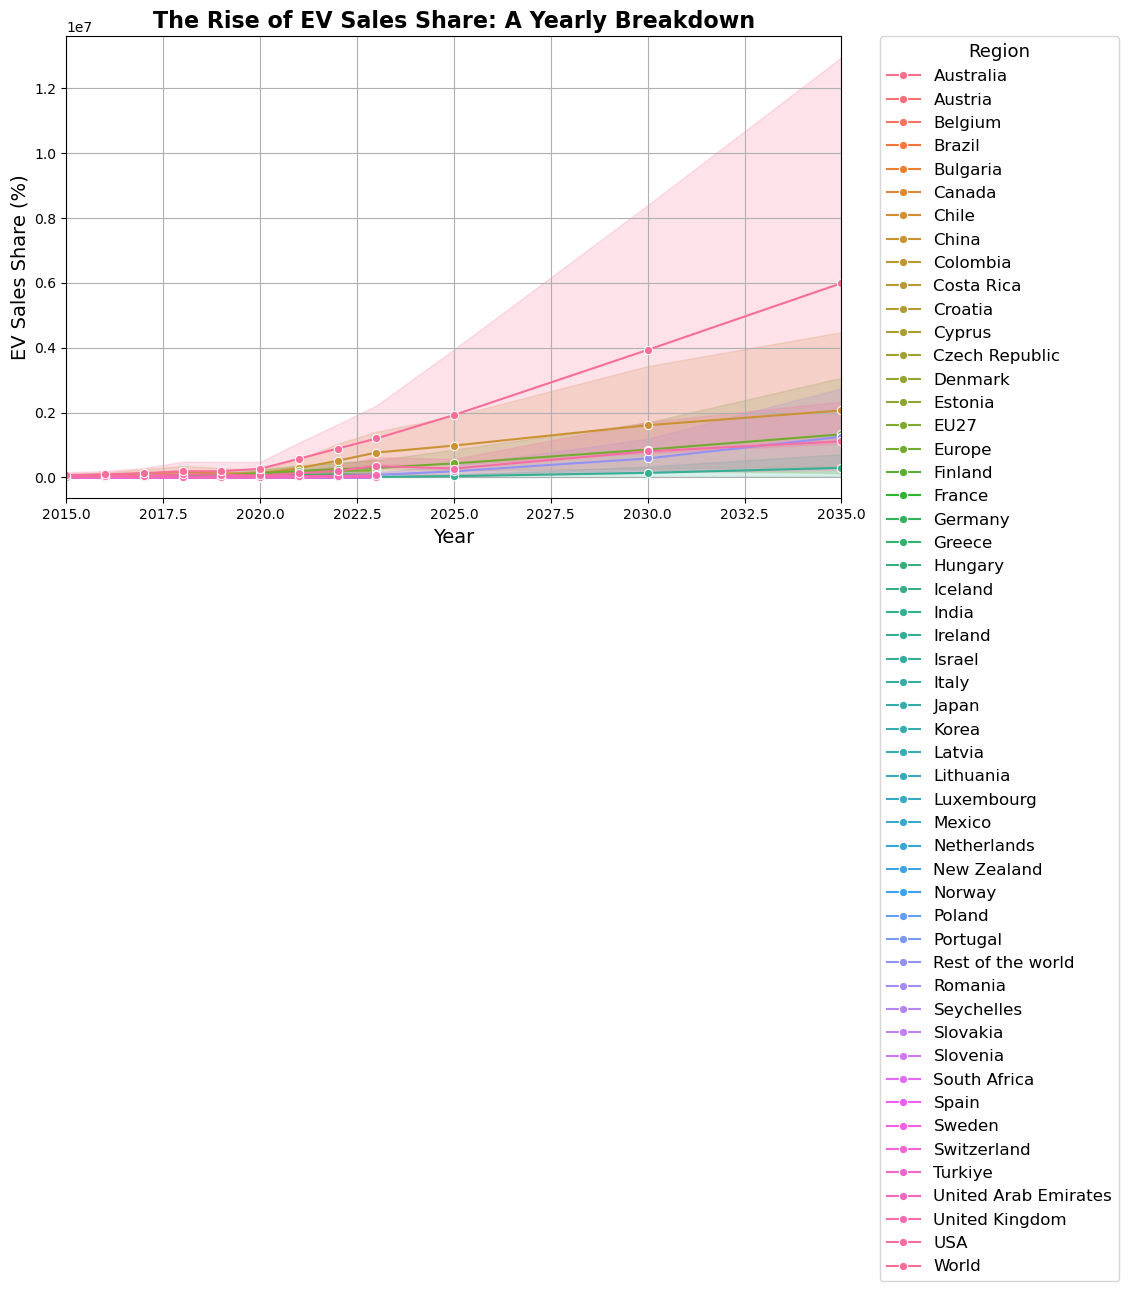 The Rise of EV Sales Share: A Yearly Breakdown
1e7
1.2
1.0
0.8
0.6
0.4
0.2
0.0
EV Sales Share (%)
2015.0 2017.5 2020.0 2022.5 2025.0 2027.5 2030.0 2032.5 2035.0
Year
Region
Australia
Austria
Belgium
Brazil
Bulgaria
Canada
Chile
China
Colombia
Costa Rica
Croatia
Cyprus
Czech Republic
Denmark
Estonia
EU27
Europe
Finland
France
Germany
Greece
Hungary
Iceland
India
Ireland
Israel
Italy
Japan
Korea
Latvia
Lithuania
Luxembourg
Mexico
Netherlands
New Zealand
Norway
Poland
Portugal
Rest of the world
Romania
Seychelles
Slovakia
Slovenia
South Africa
Spain
Sweden
Switzerland
Turkiye
United Arab Emirates
United Kingdom
USA
World